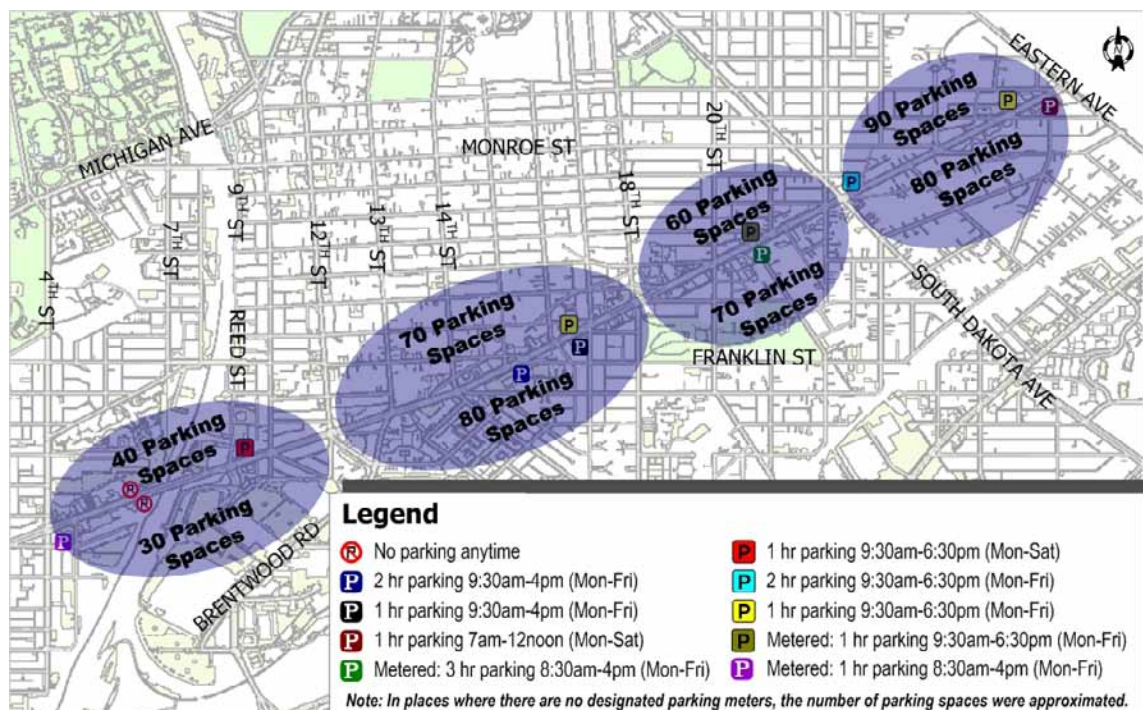 EASTERN AVE
N
90 Parking
Spaces
80 Parking
Spaces
MICHIGAN AVE
MONROE ST
20TH ST
18TH ST
60 Parking
Spaces
70 Parking
Spaces
9TH ST
7TH ST
12TH ST
13TH ST
14TH ST
4TH ST
REED ST
70 Parking
Spaces
80 Parking
Spaces
FRANKLIN ST
SOUTH DAKOTA AVE
40 Parking
Spaces
30 Parking
Spaces
BRENTWOOD RD
P
P
P
P
P
P
P
P
P
P
Legend
No parking anytime
P 2 hr parking 9:30am-4pm (Mon-Fri)
P 1 hr parking 9:30am-4pm (Mon-Fri)
P 1 hr parking 7am-12noon (Mon-Sat)
P Metered: 3 hr parking 8:30am-4pm (Mon-Fri)
P 1 hr parking 9:30am-6:30pm (Mon-Sat)
P 2 hr parking 9:30am-6:30pm (Mon-Fri)
P 1 hr parking 9:30am-6:30pm (Mon-Fri)
P Metered: 1 hr parking 9:30am-6:30pm (Mon-Fri)
P Metered: 1 hr parking 8:30am-4pm (Mon-Fri)
Note: In places where there are no designated parking meters, the number of parking spaces were approximated.